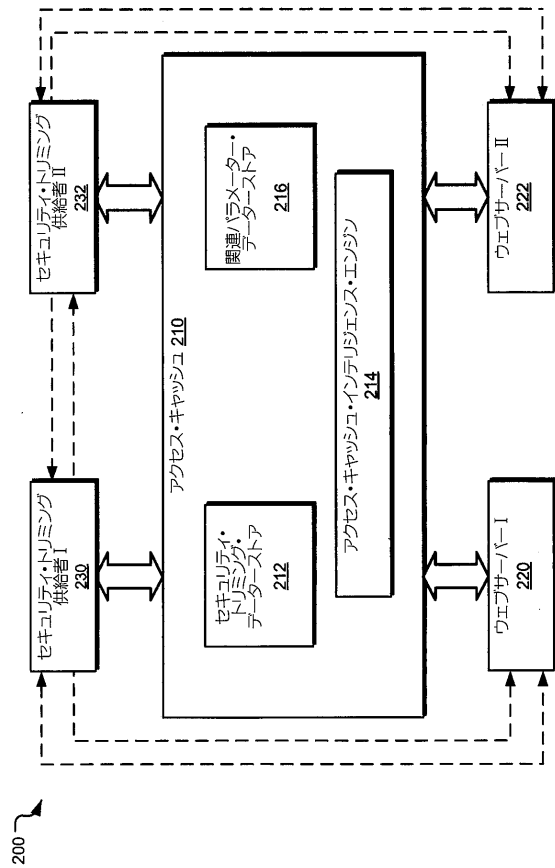 200
セキュリティ・トリミング
供給者 I
230
セキュリティ・トリミング
供給者 II
232
アクセス・キャッシュ 210
セキュリティ・
トリミング・
データーストア
212
関連パラメーター・
データーストア
216
アクセス・キャッシュ・インテリジェンス・エンジン
214
ウェブサーバー I
220
ウェブサーバー II
222